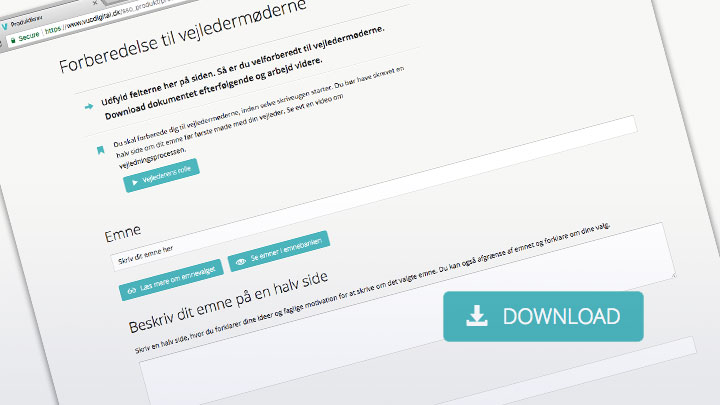 Produktkrav
Secure https://www.vucdigital.dk/sso_produkt/pr
Forberedelse til vejledermøderne
Udfyld felterne her på siden. Så er du velforberedt til vejledermøderne.
Download dokumentet efterfølgende og arbejd videre.
Du skal forberede dig til vejledermøderne, inden selve skriveugen starter. Du bør have skrevet en
halv side om dit emne før første møde med din vejleder. Se evt en video om
vejledningsprocessen.
Vejlederens rolle
Emne
Skriv dit emne her
Læs mere om emnevalget
Se emner i emnebanken
Beskriv dit emne på en halv side
Skriv en halv side, hvor du forklarer dine ideer og faglige motivation for at skrive om det valgte emne. Du kan også afgrænse af emnet og forklare om dine valg.
DOWNLOAD